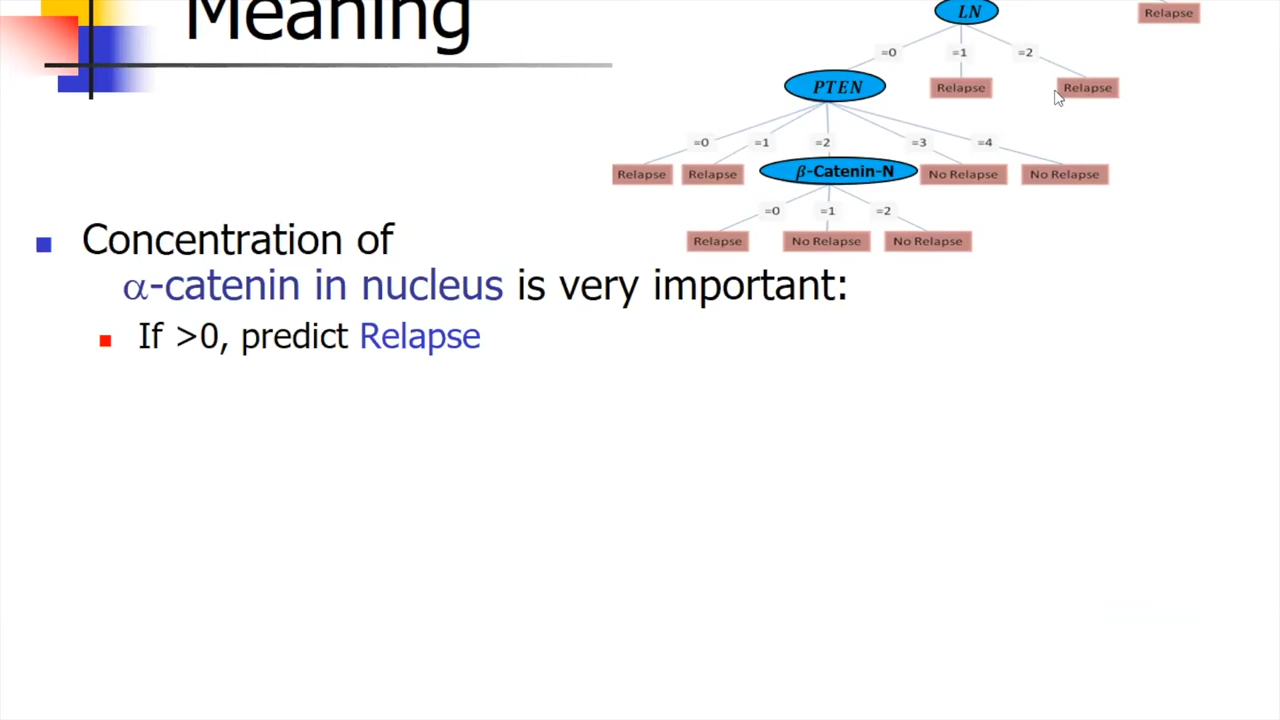 Meaning
LN
Relapse
=0
=1
=2
PTEN
Relapse
Relapse
=0
=1
=2
=3
=4
Relapse
Relapse
β-Catenin-N
No Relapse
No Relapse
=0
=1
=2
Relapse
No Relapse
No Relapse
Concentration of
α-catenin in nucleus is very important:
If >0, predict Relapse